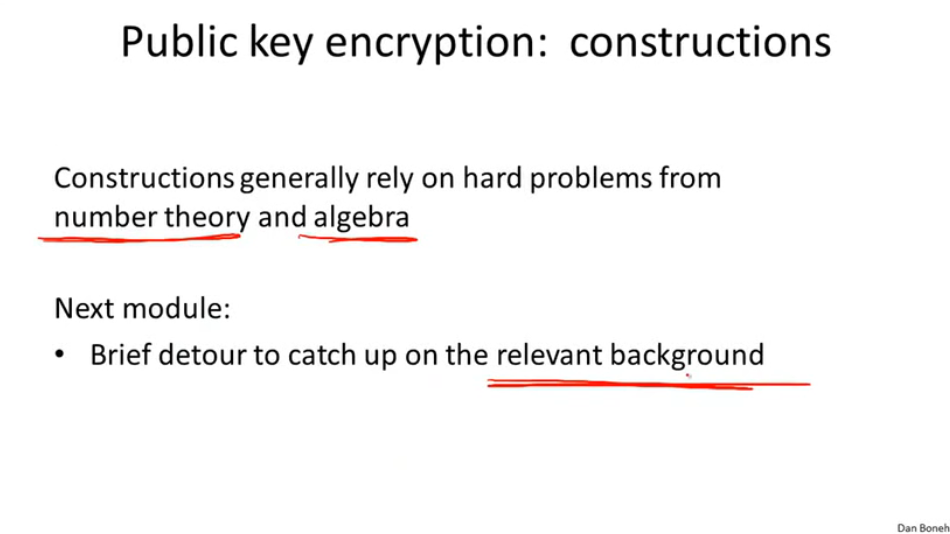 Public key encryption: constructions
Constructions generally rely on hard problems from
number theory and algebra
Next module:
• Brief detour to catch up on the relevant background
Dan Boneh